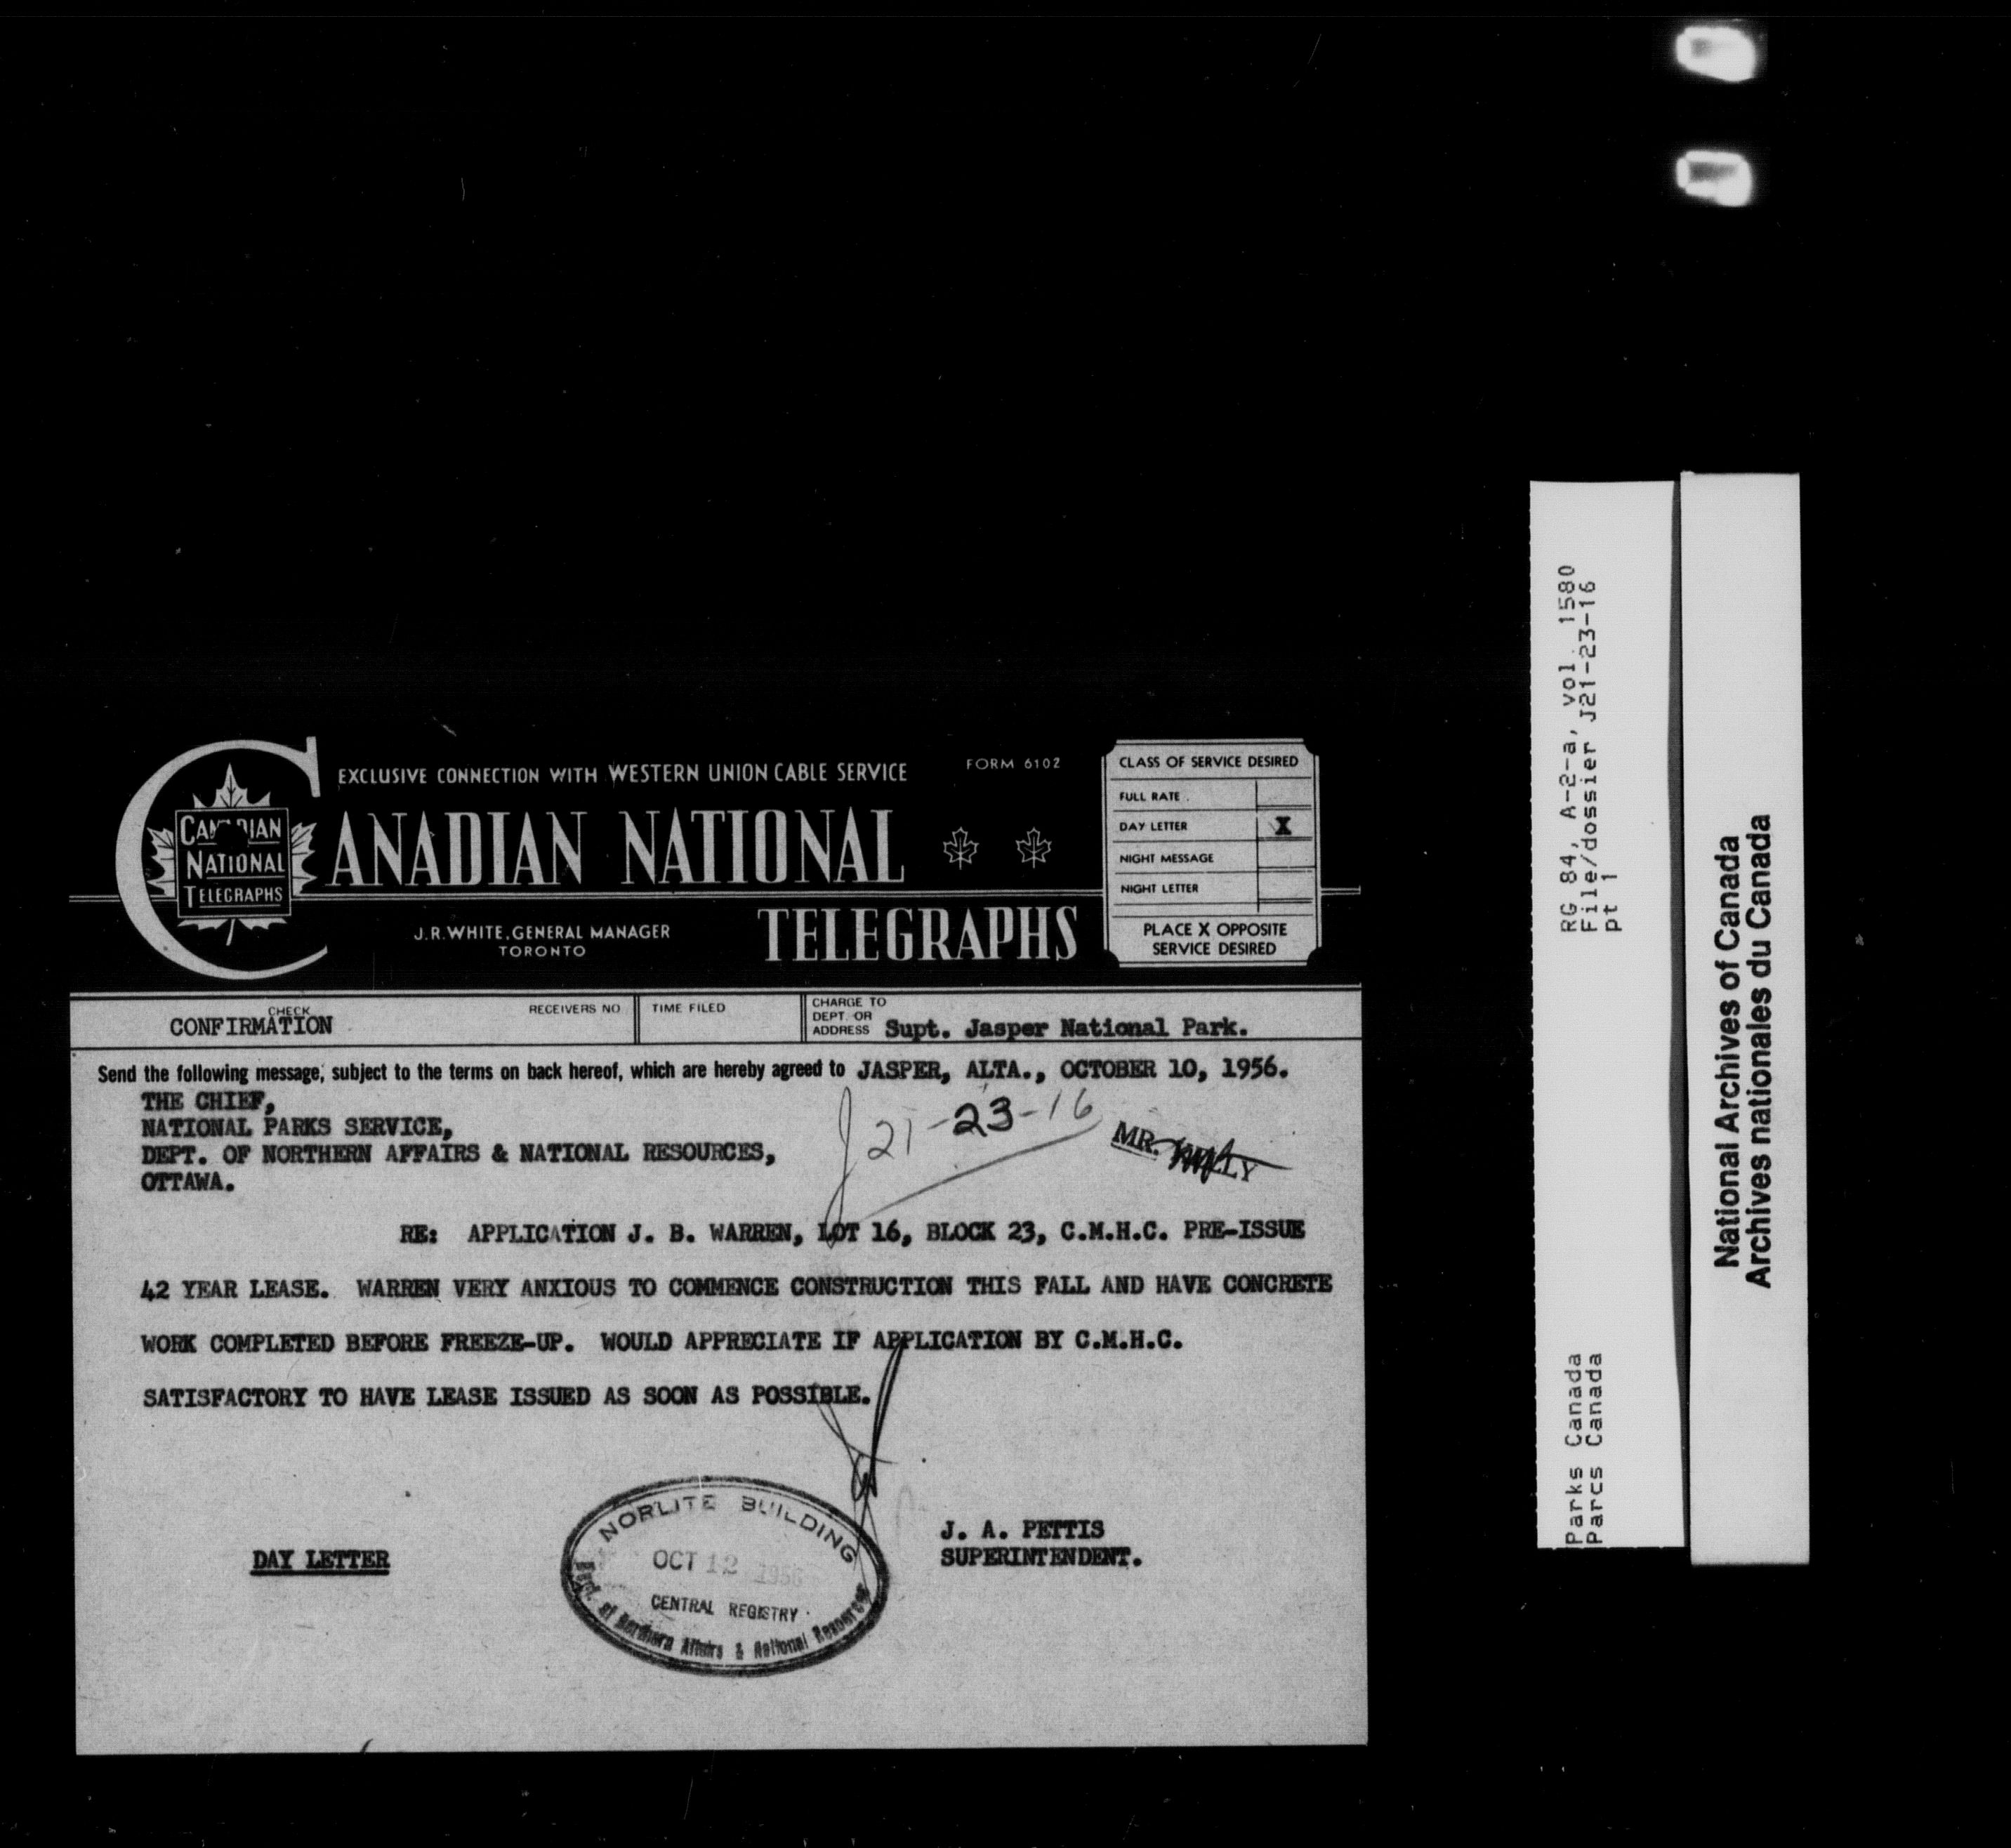 EXCLUSIVE CONNECTION WITH WESTERN UNION CABLE SERVICE
FORM 6102
CANADIAN NATIONAL
TELEGRAPHS
CANADIAN
NATIONAL
TELEGRAPHS
J.R.WHITE, GENERAL MANAGER
TORONTO
CLASS OF SERVICE DESIRED
FULL RATE
DAY LETTER X
NIGHT MESSAGE
NIGHT LETTER
PLACE X OPPOSITE
SERVICE DESIRED
CHECK
CONFIRMATION
RECEIVERS NO
TIME FILED
CHARGE TO
DEPT. OR
ADDRESS Supt. Jasper National Park.
Send the following message, subject to the terms on back hereof, which are hereby agreed to JASPER, ALTA., OCTOBER 10, 1956.
THE CHIEF,
NATIONAL PARKS SERVICE,
DEPT. OF NORTHERN AFFAIRS & NATIONAL RESOURCES,
OTTAWA.
J21-23-16
MR.
RE: APPLICATION J. B. WARREN, LOT 16, BLOCK 23, C.M.H.C. PRE-ISSUE
42 YEAR LEASE. WARREN VERY ANXIOUS TO COMMENCE CONSTRUCTION THIS FALL AND HAVE CONCRETE
WORK COMPLETED BEFORE FREEZE-UP. WOULD APPRECIATE IF APPLICATION BY C.M.H.C.
SATISFACTORY TO HAVE LEASE ISSUED AS SOON AS POSSIBLE.
J. A. PETTIS
SUPERINTENDENT.
DAY LETTER
NORLITE BUILDING
OCT 12 1956
CENTRAL REGISTRY
Dept. of Northern Affairs & National Resources
RG 84, A-2-a, vol. 1580
File/dossier J21-23-16
pt 1
Parks Canada
Parcs Canada
National Archives of Canada
Archives nationales du Canada